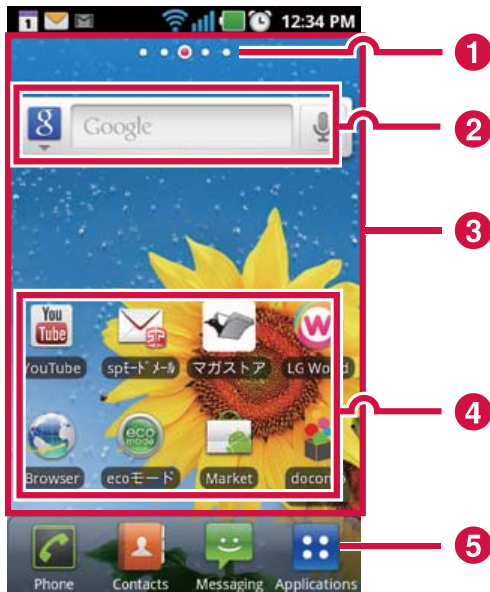 1 12:34 PM
1
g Google
2
3
You
Tube
YouTube spモードメール マガストア LG World
4
eco
mode
Browser ecoモード Market docomo
5
Phone Contacts Messaging Applications